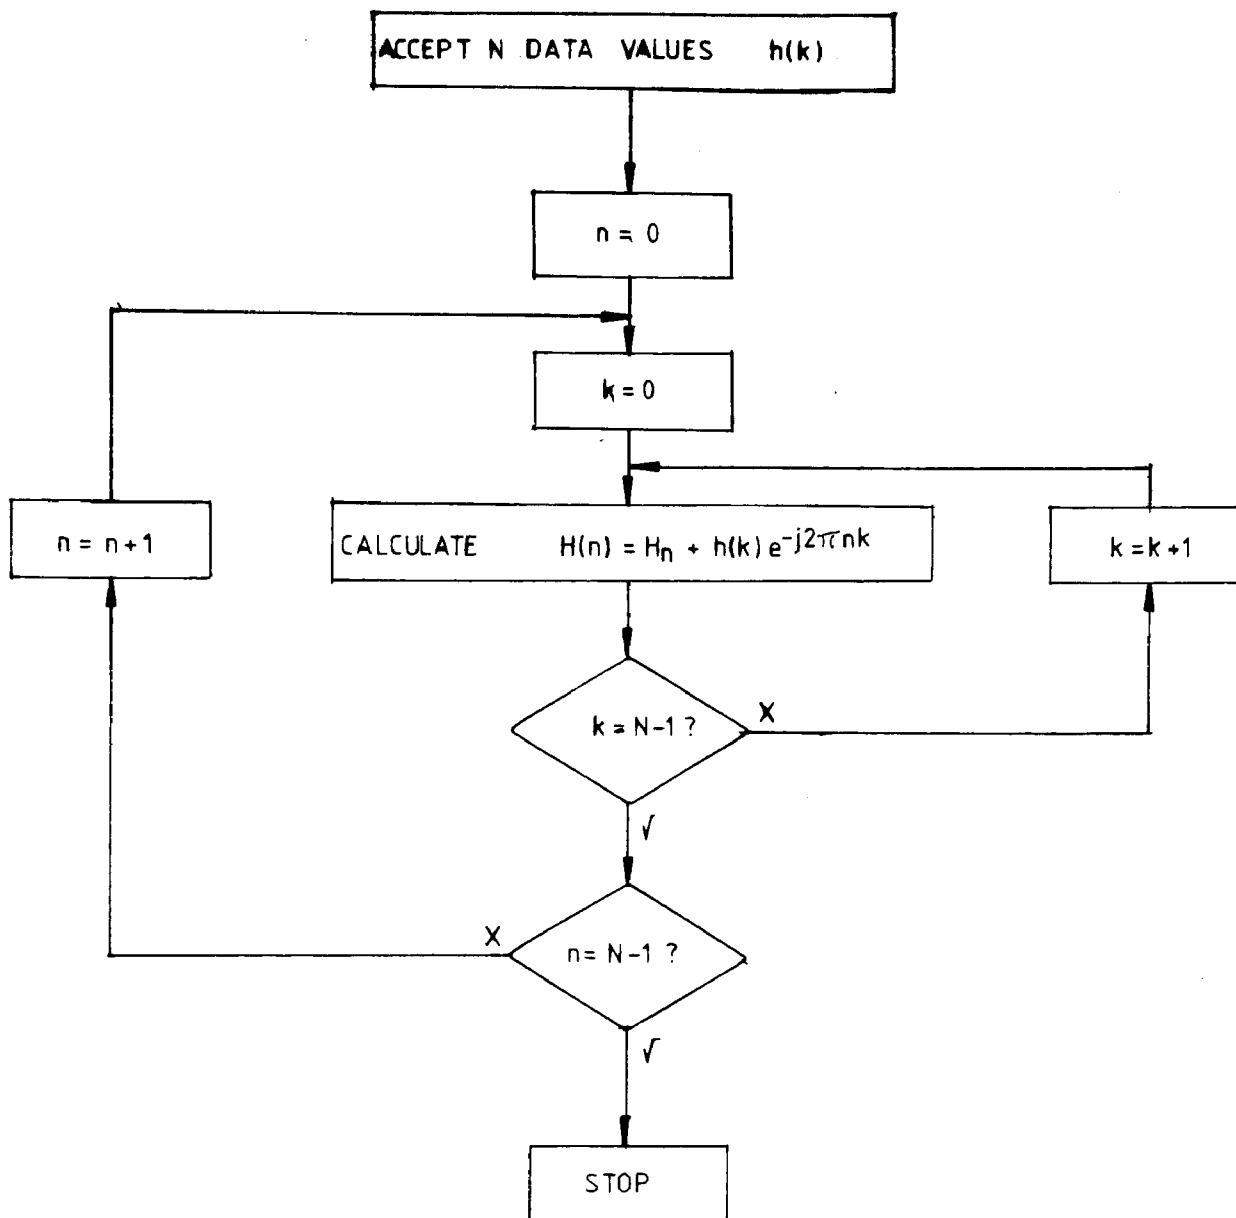 ACCEPT N DATA VALUES h(k)
n = 0
k = 0
n = n+1
CALCULATE H(n) = Hₙ + h(k) e^-j2πnk
k = k+1
k = N-1 ?
X
√
X
n = N-1 ?
√
STOP